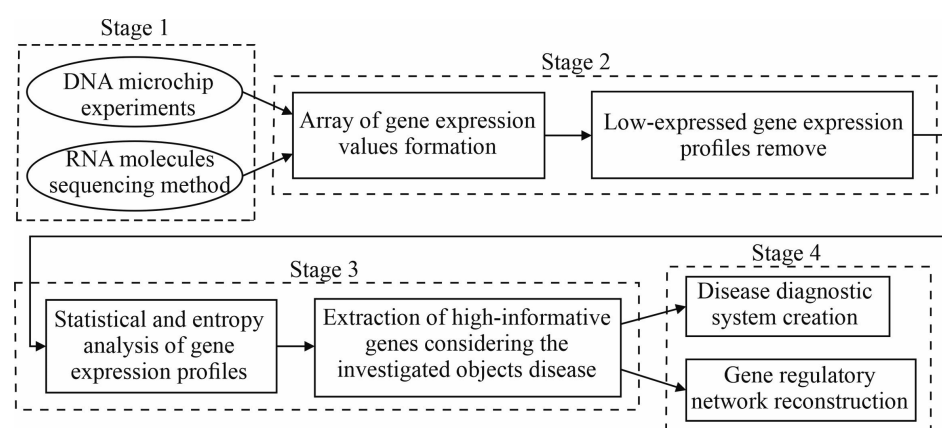 Stage 1
DNA microchip
experiments
RNA molecules
sequencing method
Stage 2
Array of gene expression
values formation
Low-expressed gene expression
profiles remove
Stage 3
Statistical and entropy
analysis of gene
expression profiles
Extraction of high-informative
genes considering the
investigated objects disease
Stage 4
Disease diagnostic
system creation
Gene regulatory
network reconstruction